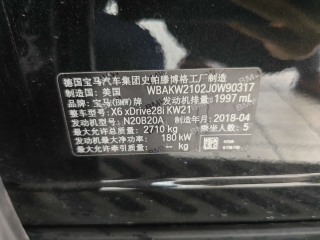 德国宝马汽车集团史帕滕博格工厂制造
制造国：美国 WBAKW2102J0W90317
品牌：宝马(BMW)牌 发动机排量：1997 mL
整车型号：X6 xDrive28i KW21
发动机型号：N20B20A 制造年月：2018-04
最大允许总质量：2710 kg 乘坐人数：5
发动机最大净功率：180 kW
最大允许牵引质量：-- kg